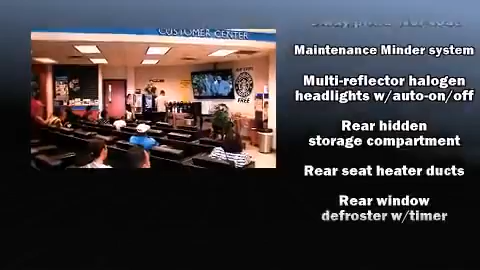 CUSTOMER CENTER
FREE
Maintenance Minder system
Multi-reflector halogen
headlights w/auto-on/off
Rear hidden
storage compartment
Rear seat heater ducts
Rear window
defroster w/timer